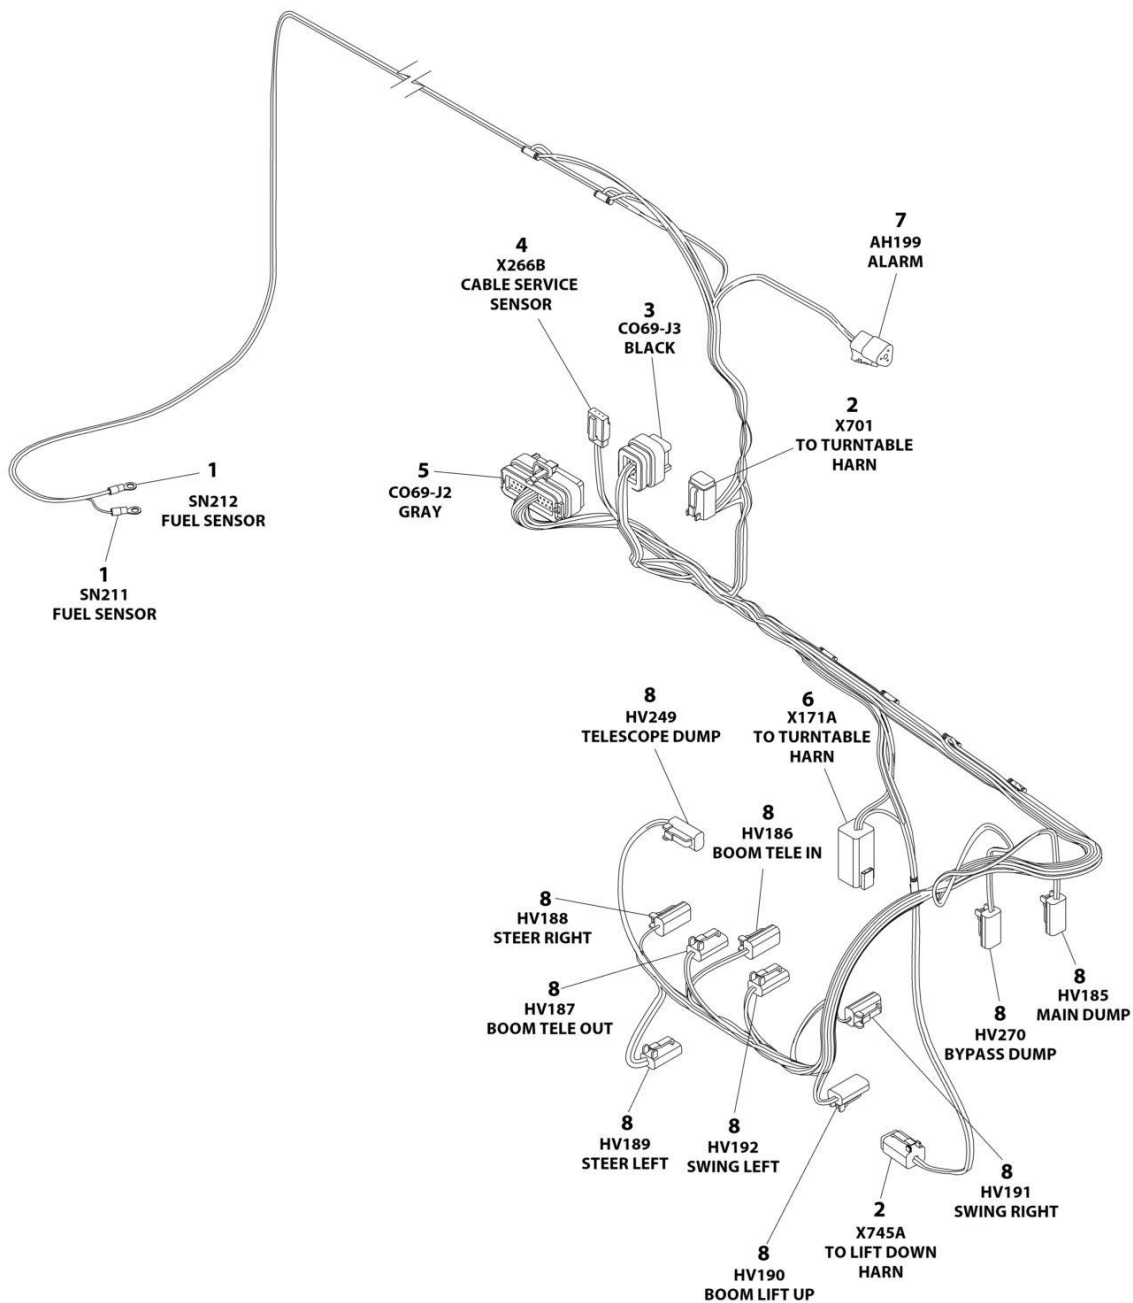 7
AH199
ALARM
4
X266B
CABLE SERVICE
SENSOR
3
CO69-J3
BLACK
2
X701
TO TURNTABLE
HARN
5
CO69-J2
GRAY
1
SN212
FUEL SENSOR
1
SN211
FUEL SENSOR
8
HV249
TELESCOPE DUMP
6
X171A
TO TURNTABLE
HARN
8
HV186
BOOM TELE IN
8
HV188
STEER RIGHT
8
HV187
BOOM TELE OUT
8
HV185
MAIN DUMP
8
HV270
BYPASS DUMP
8
HV189
STEER LEFT
8
HV192
SWING LEFT
8
HV191
SWING RIGHT
2
X745A
TO LIFT DOWN
HARN
8
HV190
BOOM LIFT UP